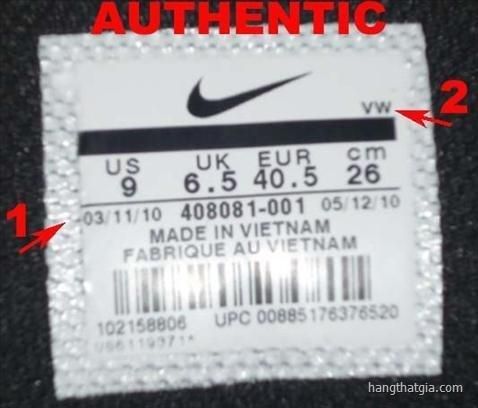 AUTHENTIC
2
VW
US UK EUR cm
9 6.5 40.5 26
1
03/11/10 408081-001 05/12/10
MADE IN VIETNAM
FABRIQUE AU VIETNAM
102158806 UPC 00885176376520
hangthatgia.com